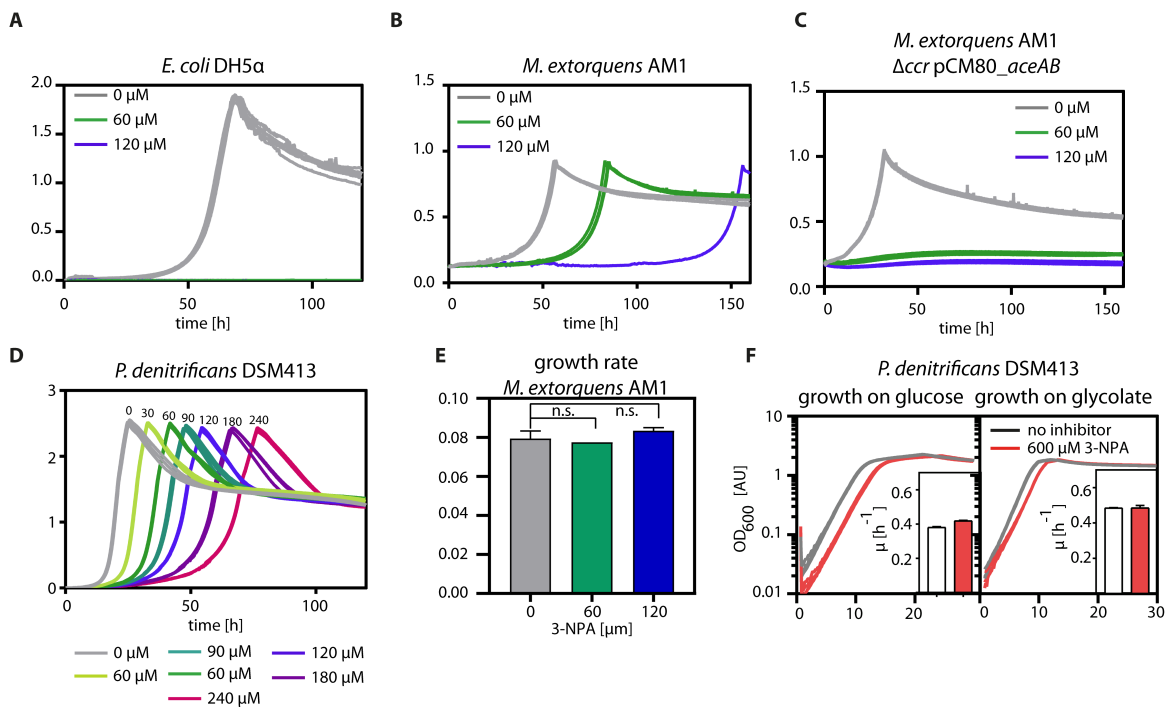 A
E. coli DH5α
2.0
1.5
1.0
0.5
0.0
0 µM
60 µM
120 µM
0
50
100
time [h]
B
M. extorquens AM1
1.5
1.0
0.5
0.0
0 µM
60 µM
120 µM
0
50
100
150
time [h]
C
M. extorquens AM1
Δccr pCM80_aceAB
1.5
1.0
0.5
0.0
0 µM
60 µM
120 µM
0
50
100
150
time [h]
D
P. denitrificans DSM413
3
2
1
0
0 30 60 90 120 180 240
0
50
100
time [h]
0 µM
90 µM
120 µM
60 µM
60 µM
180 µM
240 µM
E
growth rate
M. extorquens AM1
0.10
0.08
0.06
0.04
0.02
0.00
n.s.
n.s.
0
60
120
3-NPA [µm]
F
P. denitrificans DSM413
growth on glucose
growth on glycolate
OD600 [AU]
10
1
0.1
0.01
no inhibitor
600 µM 3-NPA
µ [h-1]
0.6
0.4
0.2
µ [h-1]
0.6
0.4
0.2
0
10
20
0
10
20
30